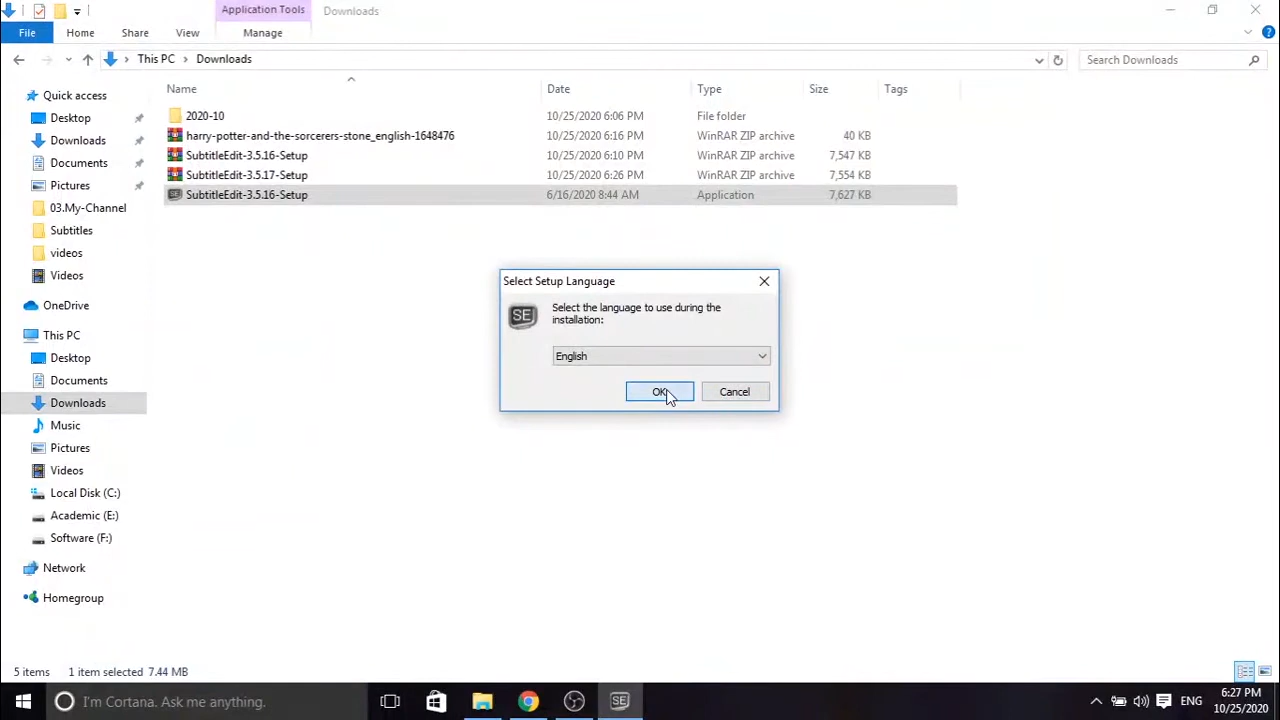 Application Tools
Downloads
File
Home
Share
View
Manage
This PC
Downloads
Search Downloads
Name
Date
Type
Size
Tags
2020-10
10/25/2020 6:06 PM
File folder
harry-potter-and-the-sorcerers-stone_english-1648476
10/25/2020 6:16 PM
WinRAR ZIP archive
40 KB
SubtitleEdit-3.5.16-Setup
10/25/2020 6:10 PM
WinRAR ZIP archive
7,547 KB
SubtitleEdit-3.5.17-Setup
10/25/2020 6:26 PM
WinRAR ZIP archive
7,554 KB
SubtitleEdit-3.5.16-Setup
6/16/2020 8:44 AM
Application
7,627 KB
Quick access
Desktop
Downloads
Documents
Pictures
03.My-Channel
Subtitles
videos
Videos
OneDrive
This PC
Desktop
Documents
Downloads
Music
Pictures
Videos
Local Disk (C:)
Academic (E:)
Software (F:)
Network
Homegroup
Select Setup Language
SE
Select the language to use during the
installation:
English
OK
Cancel
5 items
1 item selected 7.44 MB
I'm Cortana. Ask me anything.
SE
ENG
6:27 PM
10/25/2020